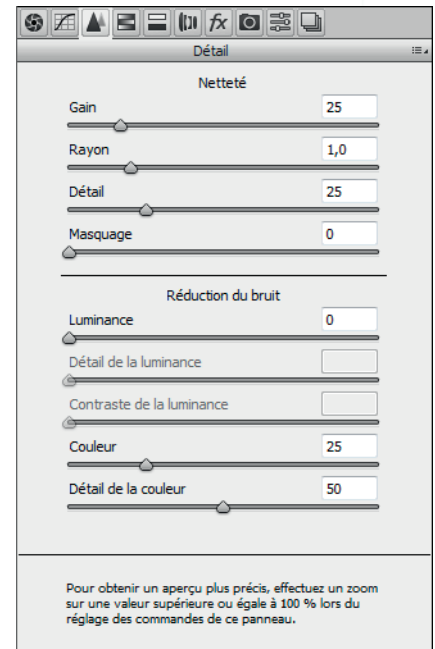 fx
Détail
Netteté
Gain 25
Rayon 1,0
Détail 25
Masquage 0
Réduction du bruit
Luminance 0
Détail de la luminance
Contraste de la luminance
Couleur 25
Détail de la couleur 50
Pour obtenir un aperçu plus précis, effectuez un zoom
sur une valeur supérieure ou égale à 100 % lors du
réglage des commandes de ce panneau.